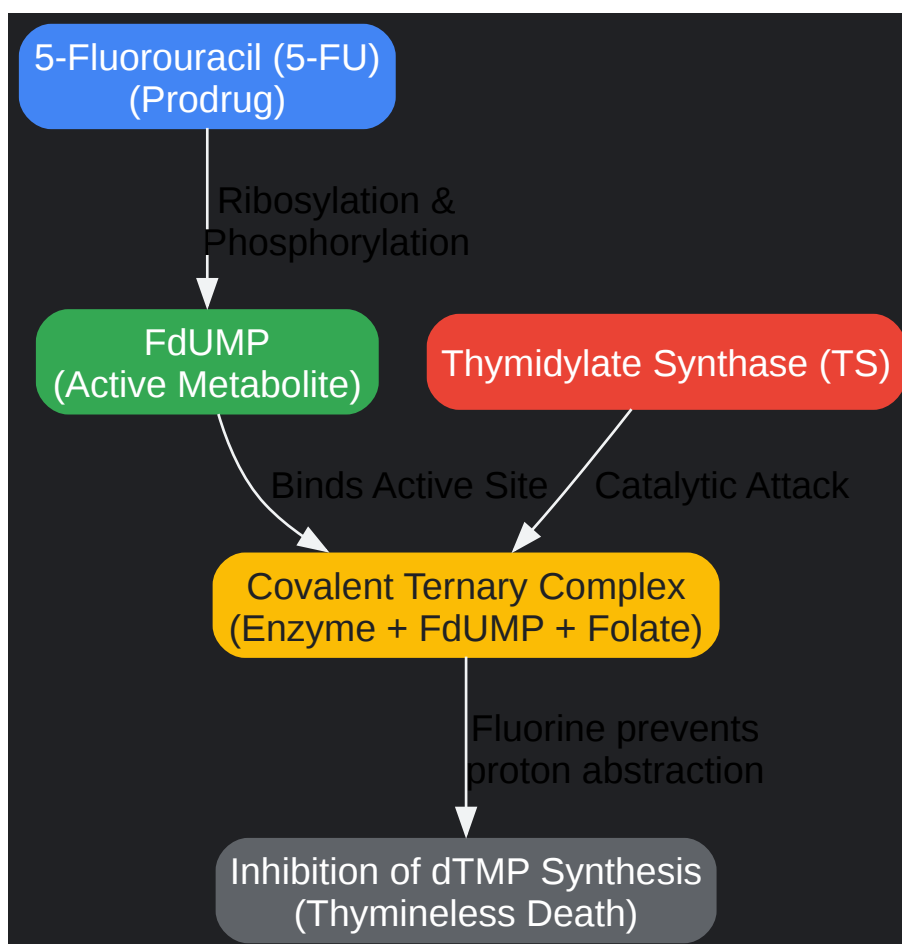 5-Fluorouracil (5-FU)
(Prodrug)
Ribosylation &
Phosphorylation
FdUMP
(Active Metabolite)
Thymidylate Synthase (TS)
Binds Active Site
Catalytic Attack
Covalent Ternary Complex
(Enzyme + FdUMP + Folate)
Fluorine prevents
proton abstraction
Inhibition of dTMP Synthesis
(Thymineless Death)